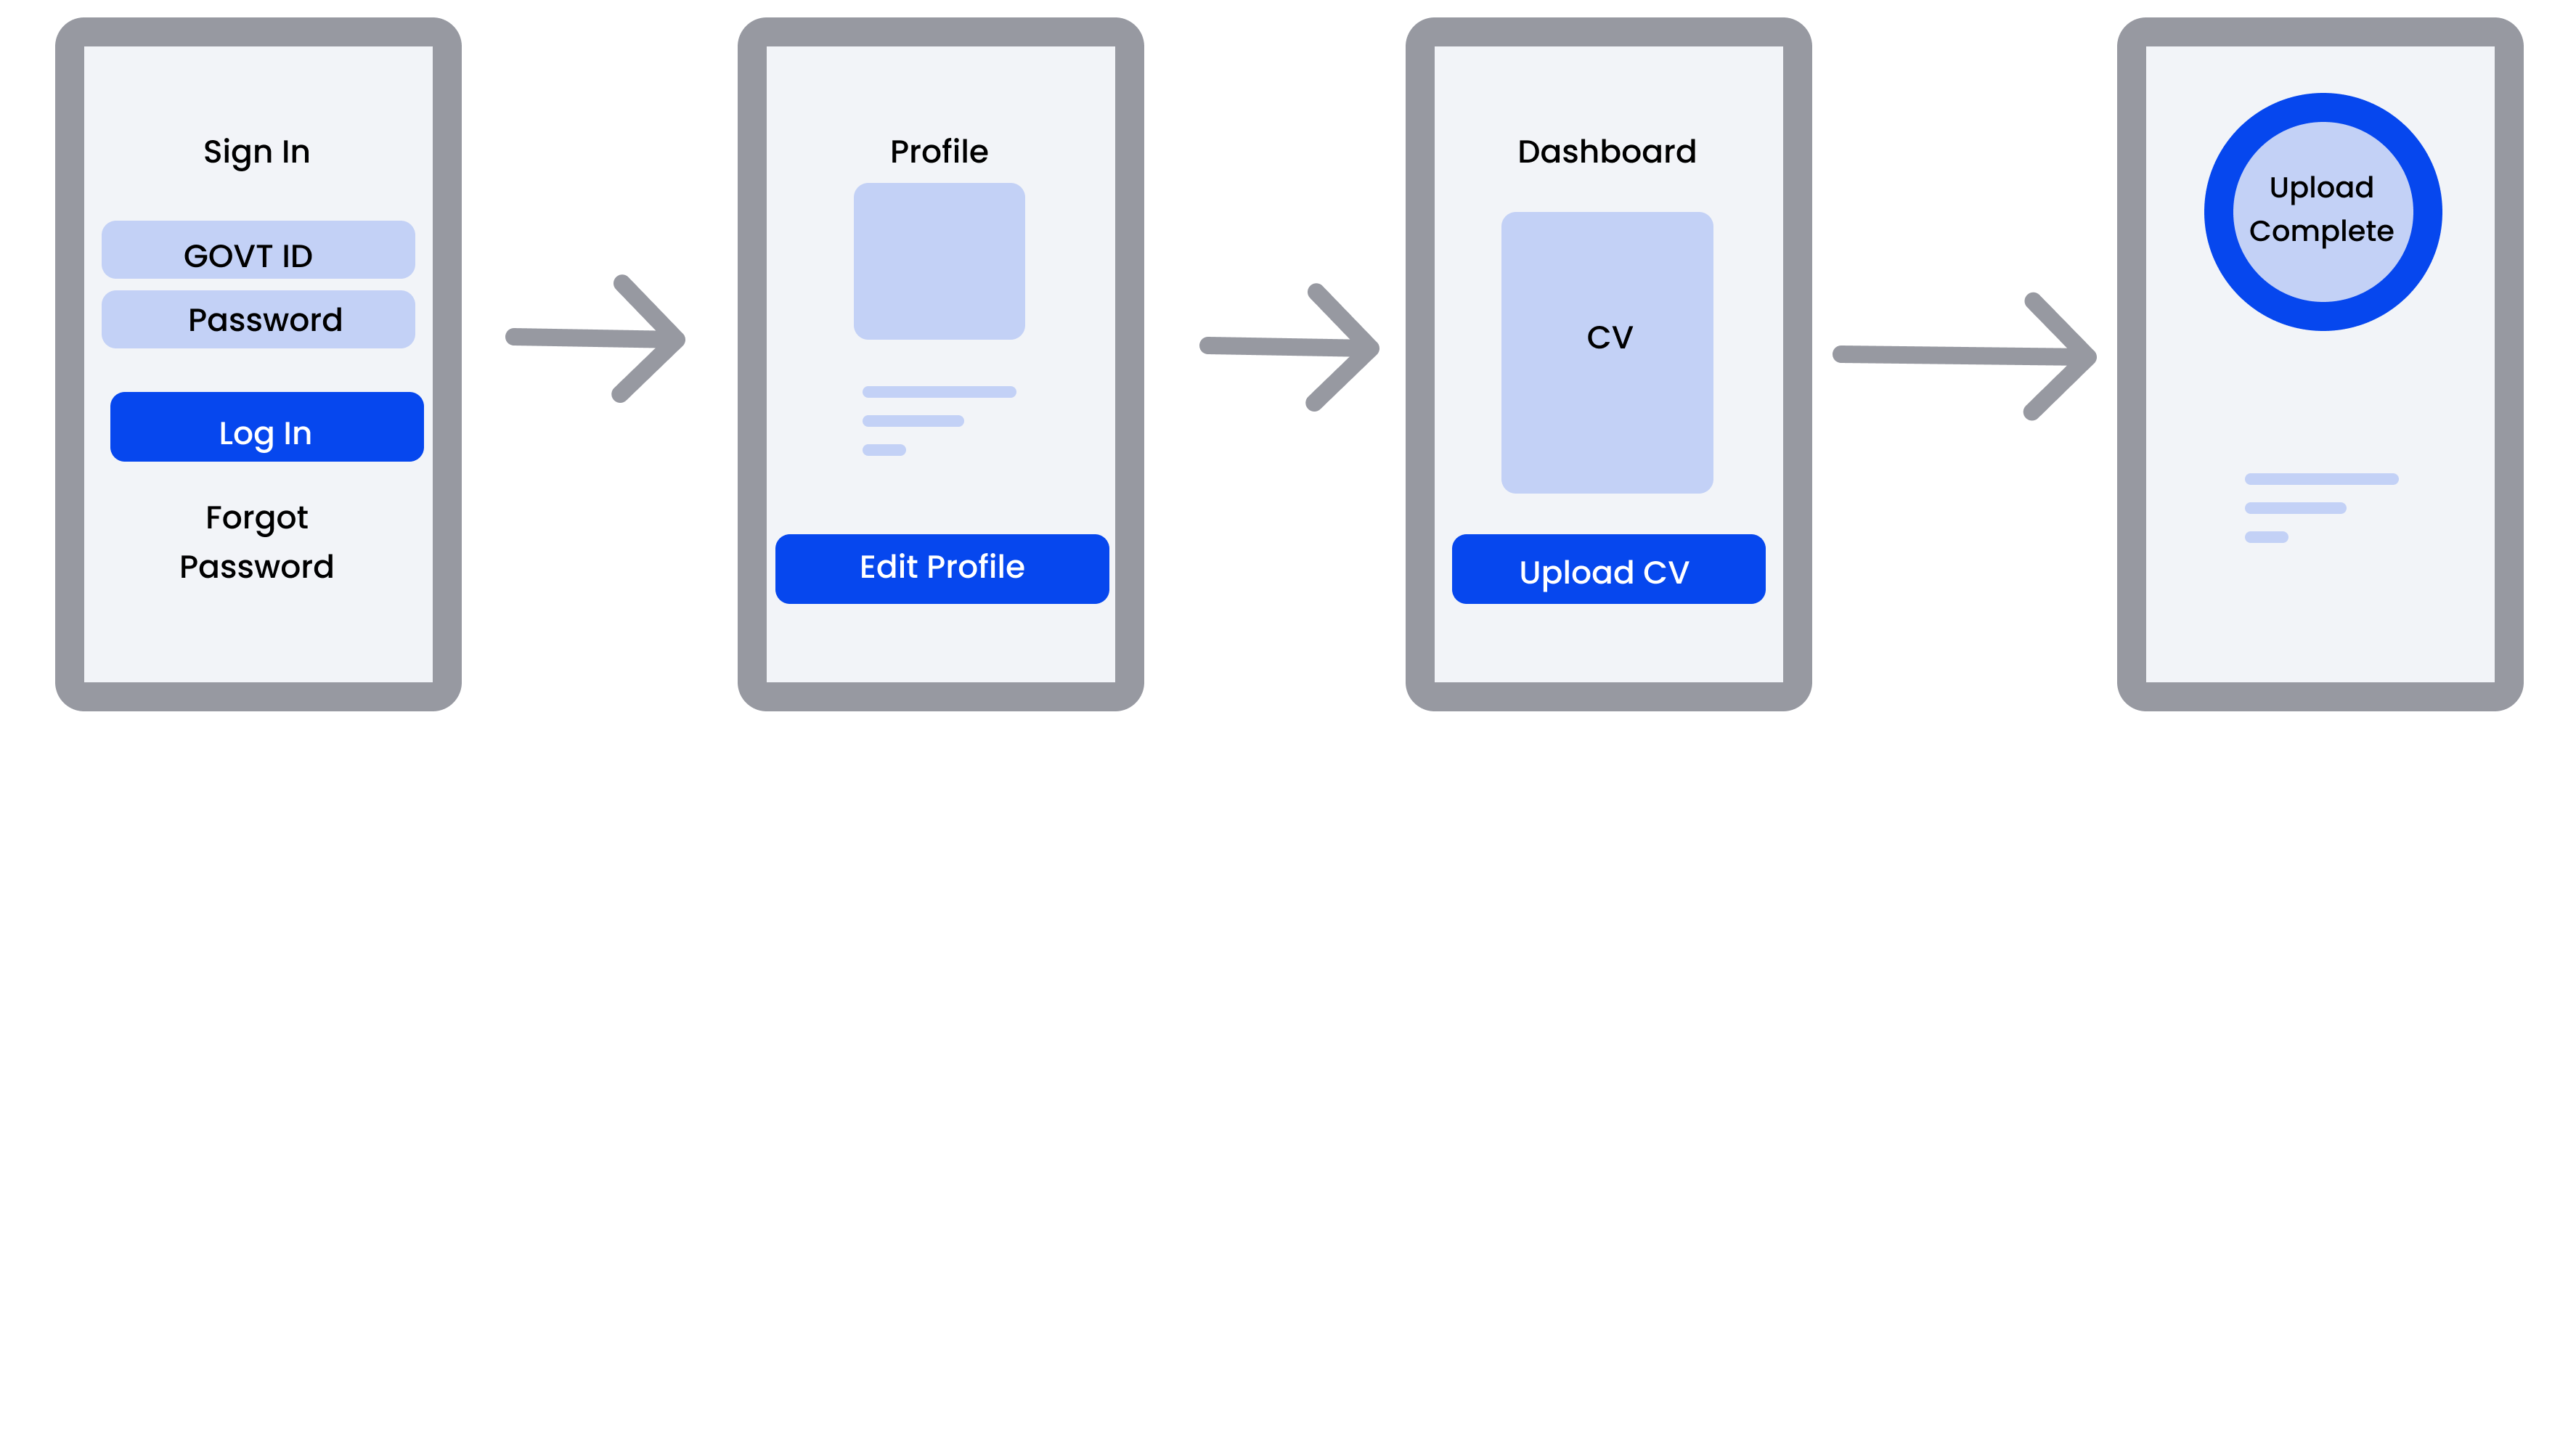 Sign In
GOVT ID
Password
Log In
Forgot
Password
Profile
Edit Profile
Dashboard
CV
Upload CV
Upload
Complete